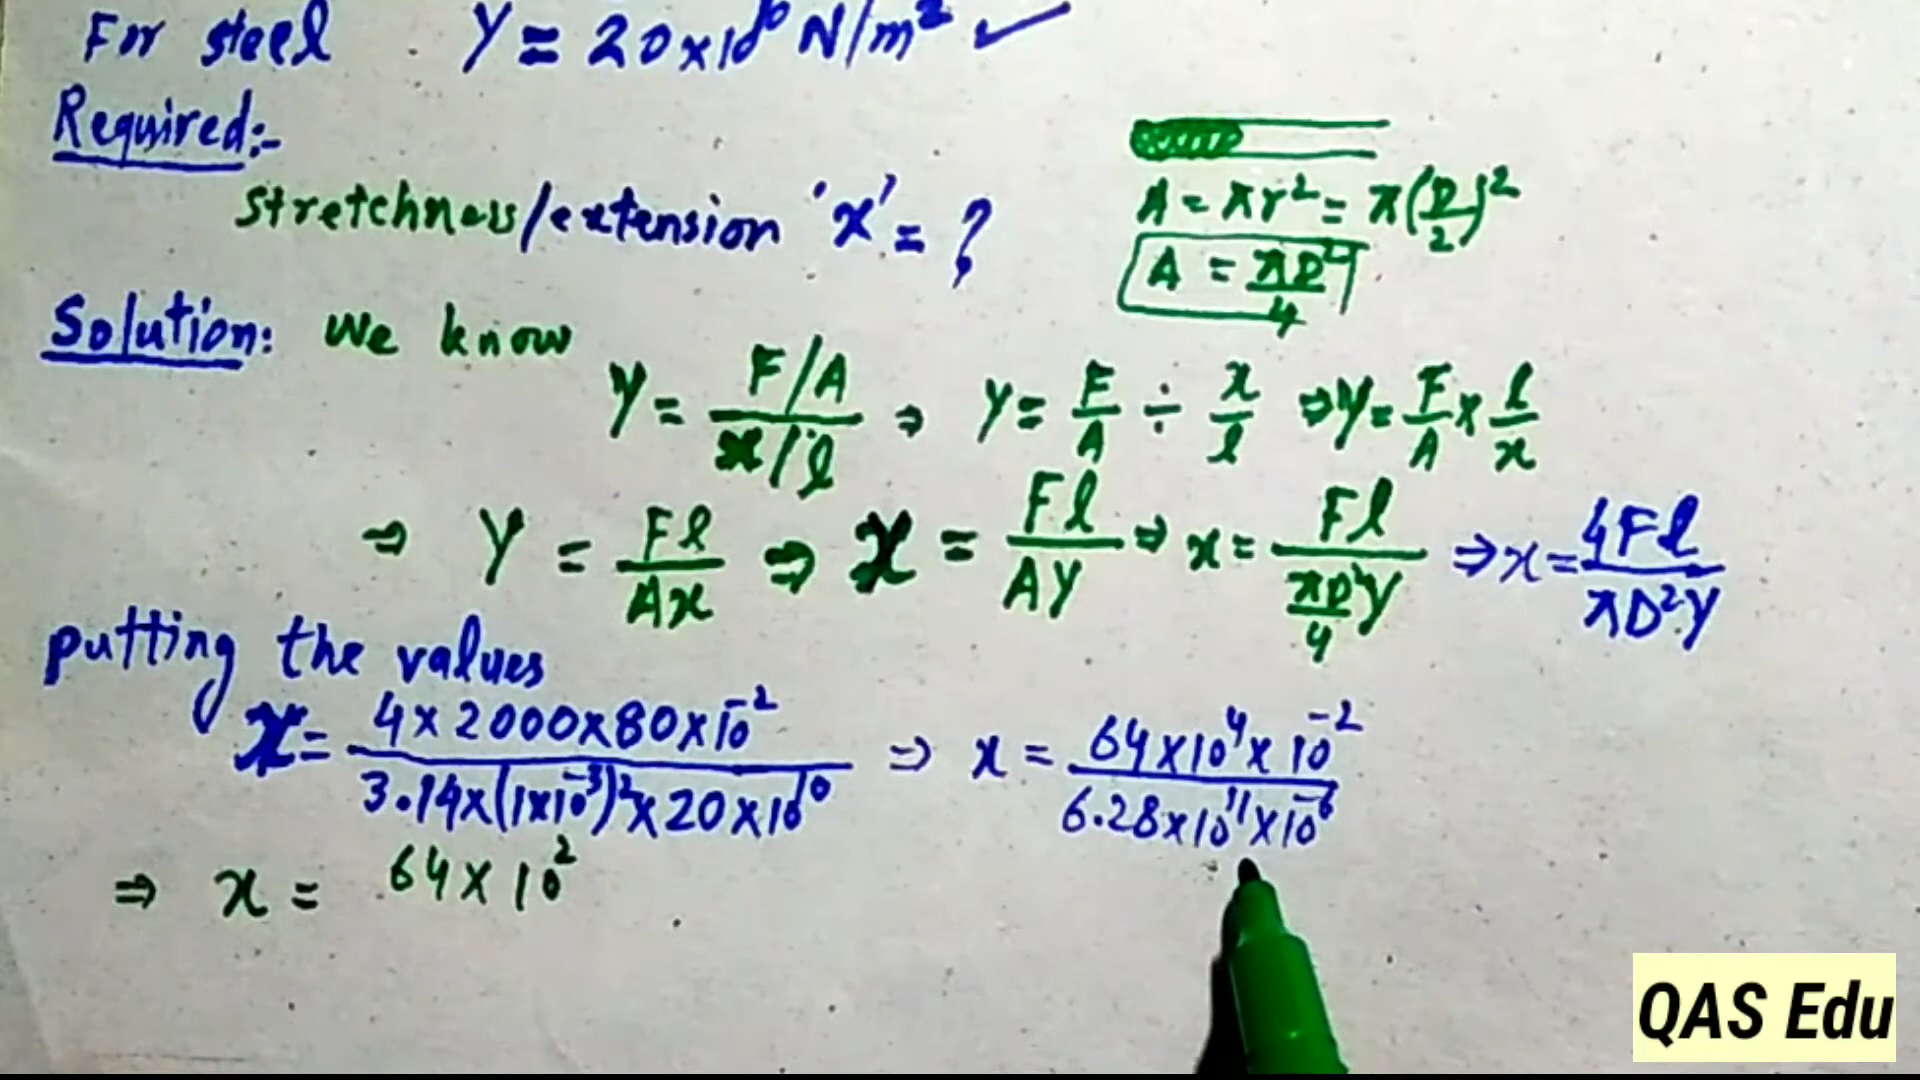 For steel Y = 20×10¹⁰ N/m² ✓
Required:-
stretchness/extension 'x' = ?
A = πr² = π(D/2)²
A = πD²/4
Solution: we know
Y = (F/A)/(x/l) ⇒ Y = F/A ÷ x/l ⇒ Y = F/A × l/x
⇒ Y = Fl/Ax ⇒ x = Fl/AY ⇒ x = Fl/(πD²/4 Y) ⇒ x = 4Fl/πD²Y
putting the values
x = 4×2000×80×10⁻²/3.14×(1×10⁻³)²×20×10¹⁰ ⇒ x = 64×10⁴×10⁻²/6.28×10¹¹×10⁻⁶
⇒ x = 64×10²
QAS Edu